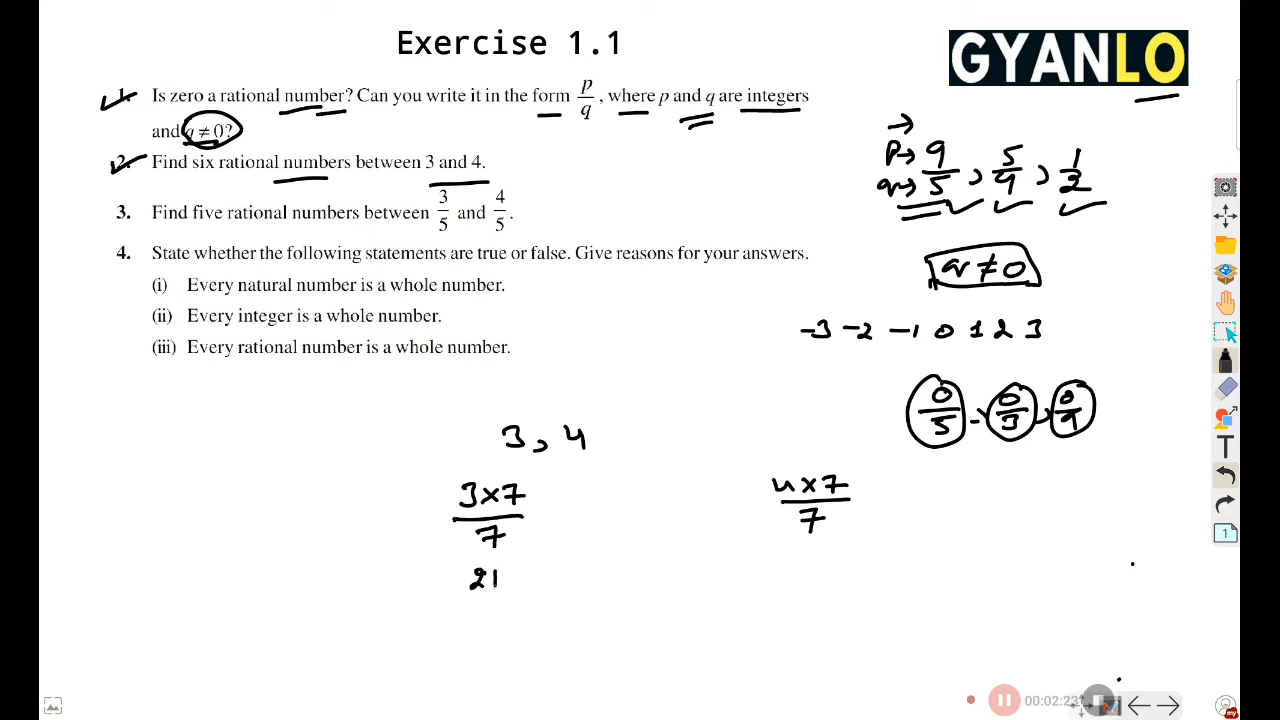 Exercise 1.1
GYANLO
1. Is zero a rational number? Can you write it in the form p/q, where p and q are integers
and q ≠ 0?
2. Find six rational numbers between 3 and 4.
3. Find five rational numbers between 3/5 and 4/5.
4. State whether the following statements are true or false. Give reasons for your answers.
(i) Every natural number is a whole number.
(ii) Every integer is a whole number.
(iii) Every rational number is a whole number.
p→ 9/5, 5/9, 1/2
q→
q ≠ 0
-3 -2 -1 0 1 2 3
0/5, 0/3, 0/9
3, 4
3×7/7
4×7/7
21
1
00:02:23